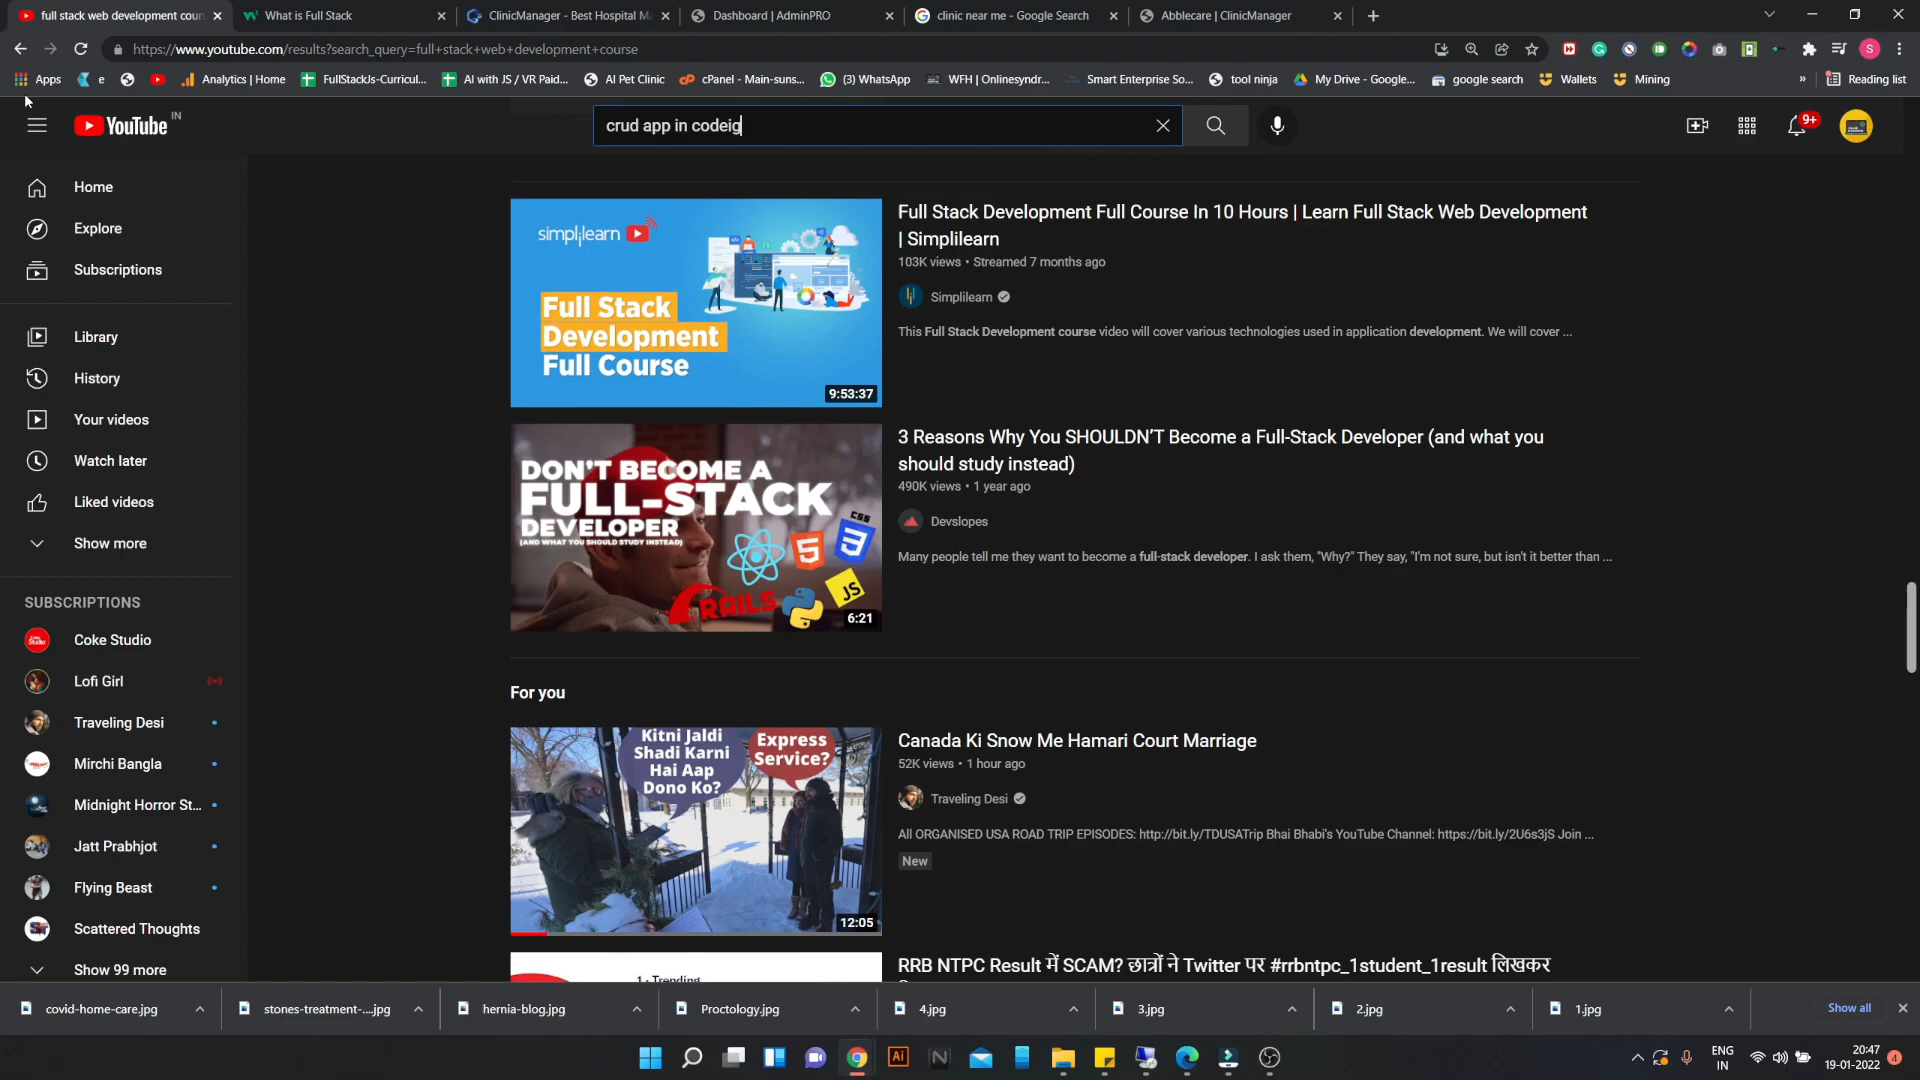 full stack web development cour
What is Full Stack
ClinicManager - Best Hospital Ma
Dashboard | AdminPRO
clinic near me - Google Search
Abblecare | ClinicManager
https://www.youtube.com/results?search_query=full+stack+web+development+course
S
Apps
e
Analytics | Home
FullStackJs-Curricul...
AI with JS / VR Paid...
AI Pet Clinic
cPanel - Main-suns...
(3) WhatsApp
WFH | Onlinesyndr...
Smart Enterprise So...
tool ninja
My Drive - Google...
google search
Wallets
Mining
Reading list
YouTube IN
crud app in codeig
9+
Home
Explore
Subscriptions
Library
History
Your videos
Watch later
Liked videos
Show more
SUBSCRIPTIONS
Coke Studio
Lofi Girl
Traveling Desi
Mirchi Bangla
Midnight Horror St...
Jatt Prabhjot
Flying Beast
Scattered Thoughts
Show 99 more
simplilearn
Full Stack
Development
Full Course
9:53:37
Full Stack Development Full Course In 10 Hours | Learn Full Stack Web Development
| Simplilearn
103K views • Streamed 7 months ago
Simplilearn
This Full Stack Development course video will cover various technologies used in application development. We will cover ...
DON'T BECOME A
FULL-STACK
DEVELOPER
(AND WHAT YOU SHOULD STUDY INSTEAD)
RAILS
CSS
JS
6:21
3 Reasons Why You SHOULDN'T Become a Full-Stack Developer (and what you
should study instead)
490K views • 1 year ago
Devslopes
Many people tell me they want to become a full-stack developer. I ask them, "Why?" They say, "I'm not sure, but isn't it better than ...
For you
Kitni Jaldi
Shadi Karni
Hai Aap
Dono Ko?
Express
Service?
12:05
Canada Ki Snow Me Hamari Court Marriage
52K views • 1 hour ago
Traveling Desi
All ORGANISED USA ROAD TRIP EPISODES: http://bit.ly/TDUSATrip Bhai Bhabi's YouTube Channel: https://bit.ly/2U6s3jS Join ...
New
1 : Trending
RRB NTPC Result में SCAM? छात्रों ने Twitter पर #rrbntpc_1student_1result लिखकर
covid-home-care.jpg
stones-treatment-....jpg
hernia-blog.jpg
Proctology.jpg
4.jpg
3.jpg
2.jpg
1.jpg
Show all
Ai
N
ENG
IN
20:47
19-01-2022
4